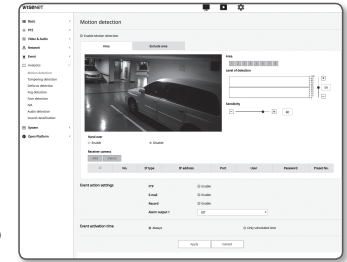 WISENET
Basic
PTZ
Video & Audio
Network
Event
Analytics
Motion detection
Tampering detection
Defocus detection
Fog detection
Face detection
IVA
Audio detection
Sound classification
System
Open Platform
Motion detection
Enable Motion detection
Area
Exclude area
Area
Level of detection
Sensitivity
80
Hand over
Enable
Disable
Receiver camera
No.
IP type
IP address
Port
User
Password
Preset No.
Event action settings
FTP
Enable
E-mail
Enable
Record
Enable
Alarm output 1
Off
Event activation time
Always
Only scheduled time
Apply
Cancel